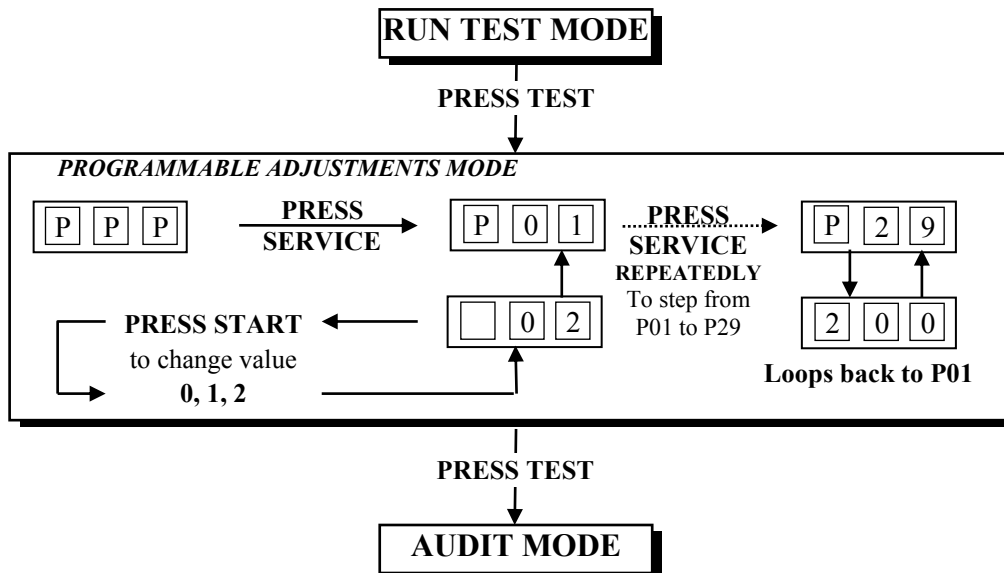 RUN TEST MODE
PRESS TEST
PROGRAMMABLE ADJUSTMENTS MODE
P P P
PRESS
SERVICE
P 0 1
PRESS
SERVICE
REPEATEDLY
To step from
P01 to P29
P 2 9
PRESS START
to change value
0, 1, 2
0 2
2 0 0
Loops back to P01
PRESS TEST
AUDIT MODE